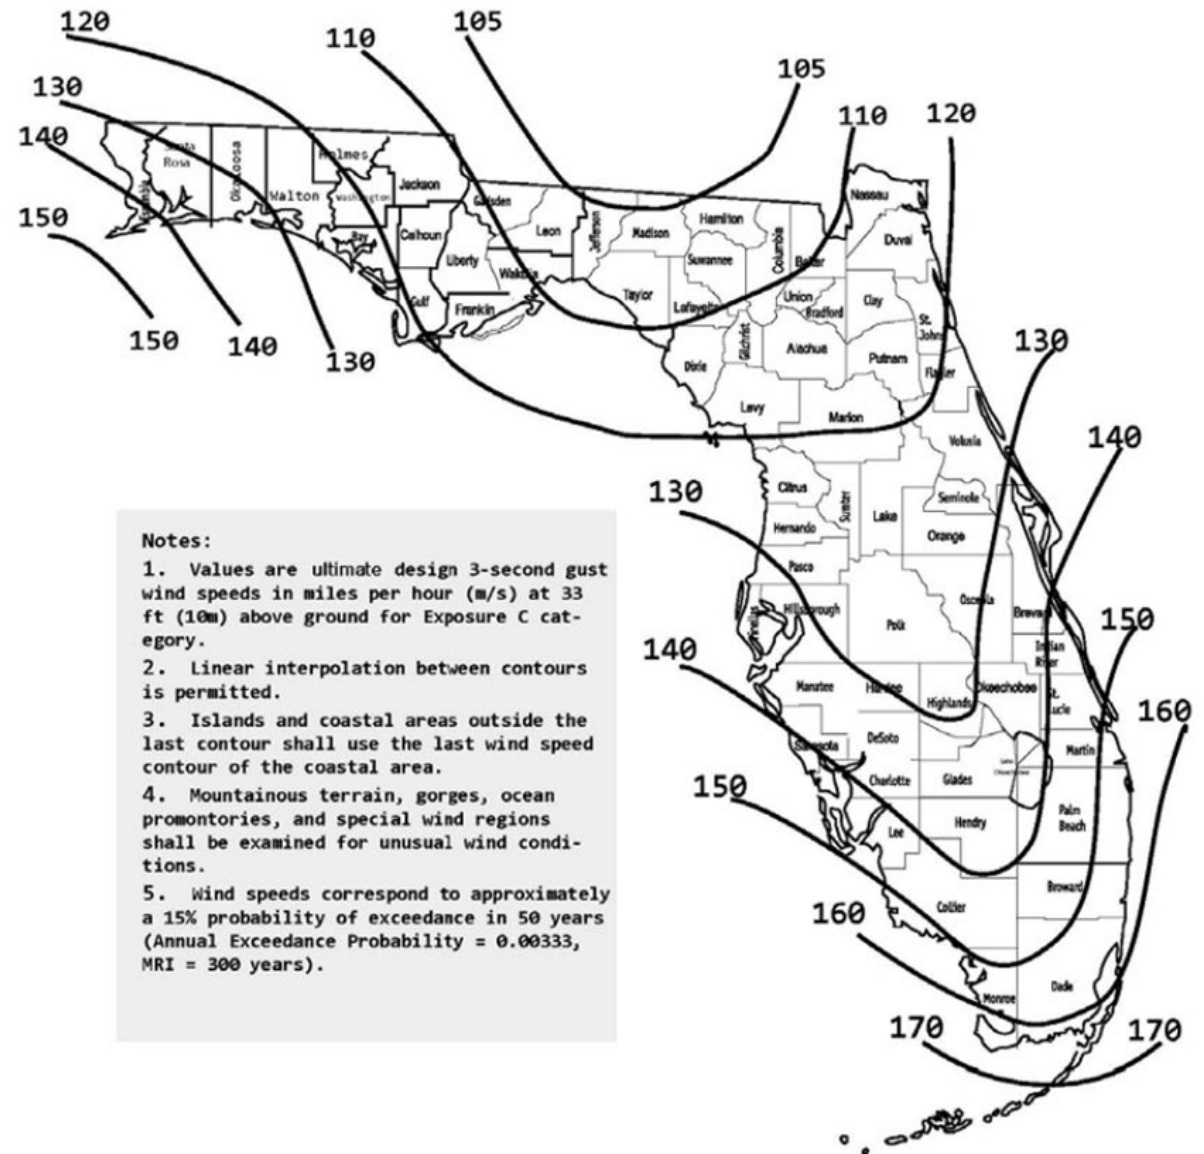 120
110
105
105
130
110
120
140
150
150
140
130
Santa
Rosa
Okaloosa
Walton
Holmes
Washington
Jackson
Bay
Calhoun
Gulf
Liberty
Franklin
Gadsden
Leon
Wakulla
Jefferson
Madison
Taylor
Hamilton
Suwannee
Lafayette
Columbia
Baker
Nassau
Duval
Union
Bradford
Clay
St.
Johns
Dixie
Gilchrist
Alachua
Putnam
Flagler
Levy
Marion
Volusia
130
140
130
Citrus
Sumter
Lake
Seminole
Hernando
Orange
Pasco
Pinellas
Hillsborough
Polk
Osceola
Brevard
150
Indian
River
140
Manatee
Hardee
Highlands
Okeechobee
St.
Lucie
160
Sarasota
DeSoto
Martin
150
Charlotte
Glades
Lee
Hendry
Palm
Beach
Collier
Broward
160
Monroe
Dade
170
170
Notes:
1. Values are ultimate design 3-second gust
wind speeds in miles per hour (m/s) at 33
ft (10m) above ground for Exposure C cat-
egory.
2. Linear interpolation between contours
is permitted.
3. Islands and coastal areas outside the
last contour shall use the last wind speed
contour of the coastal area.
4. Mountainous terrain, gorges, ocean
promontories, and special wind regions
shall be examined for unusual wind condi-
tions.
5. Wind speeds correspond to approximately
a 15% probability of exceedance in 50 years
(Annual Exceedance Probability = 0.00333,
MRI = 300 years).